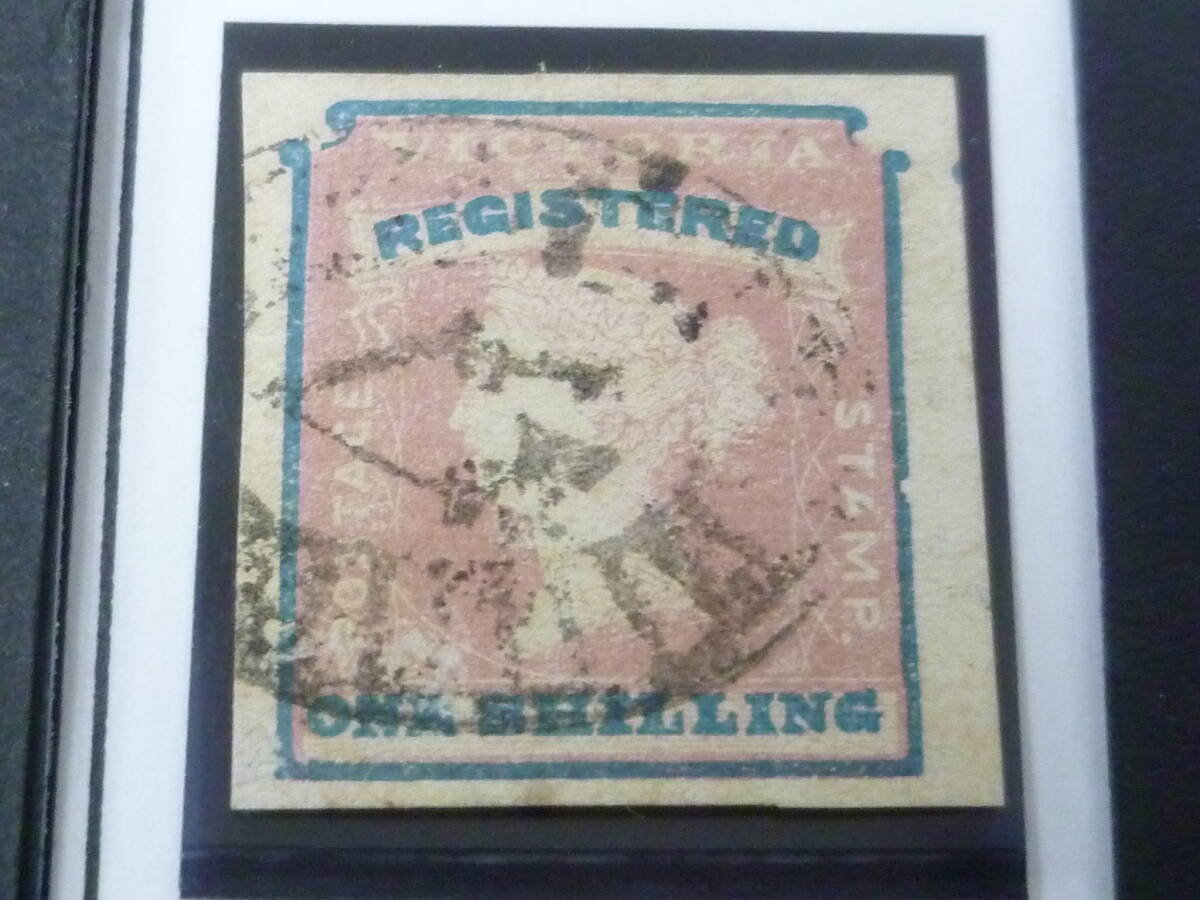 VICTORIA
REGISTERED
POSTAGE
STAMP.
ONE SHILLING